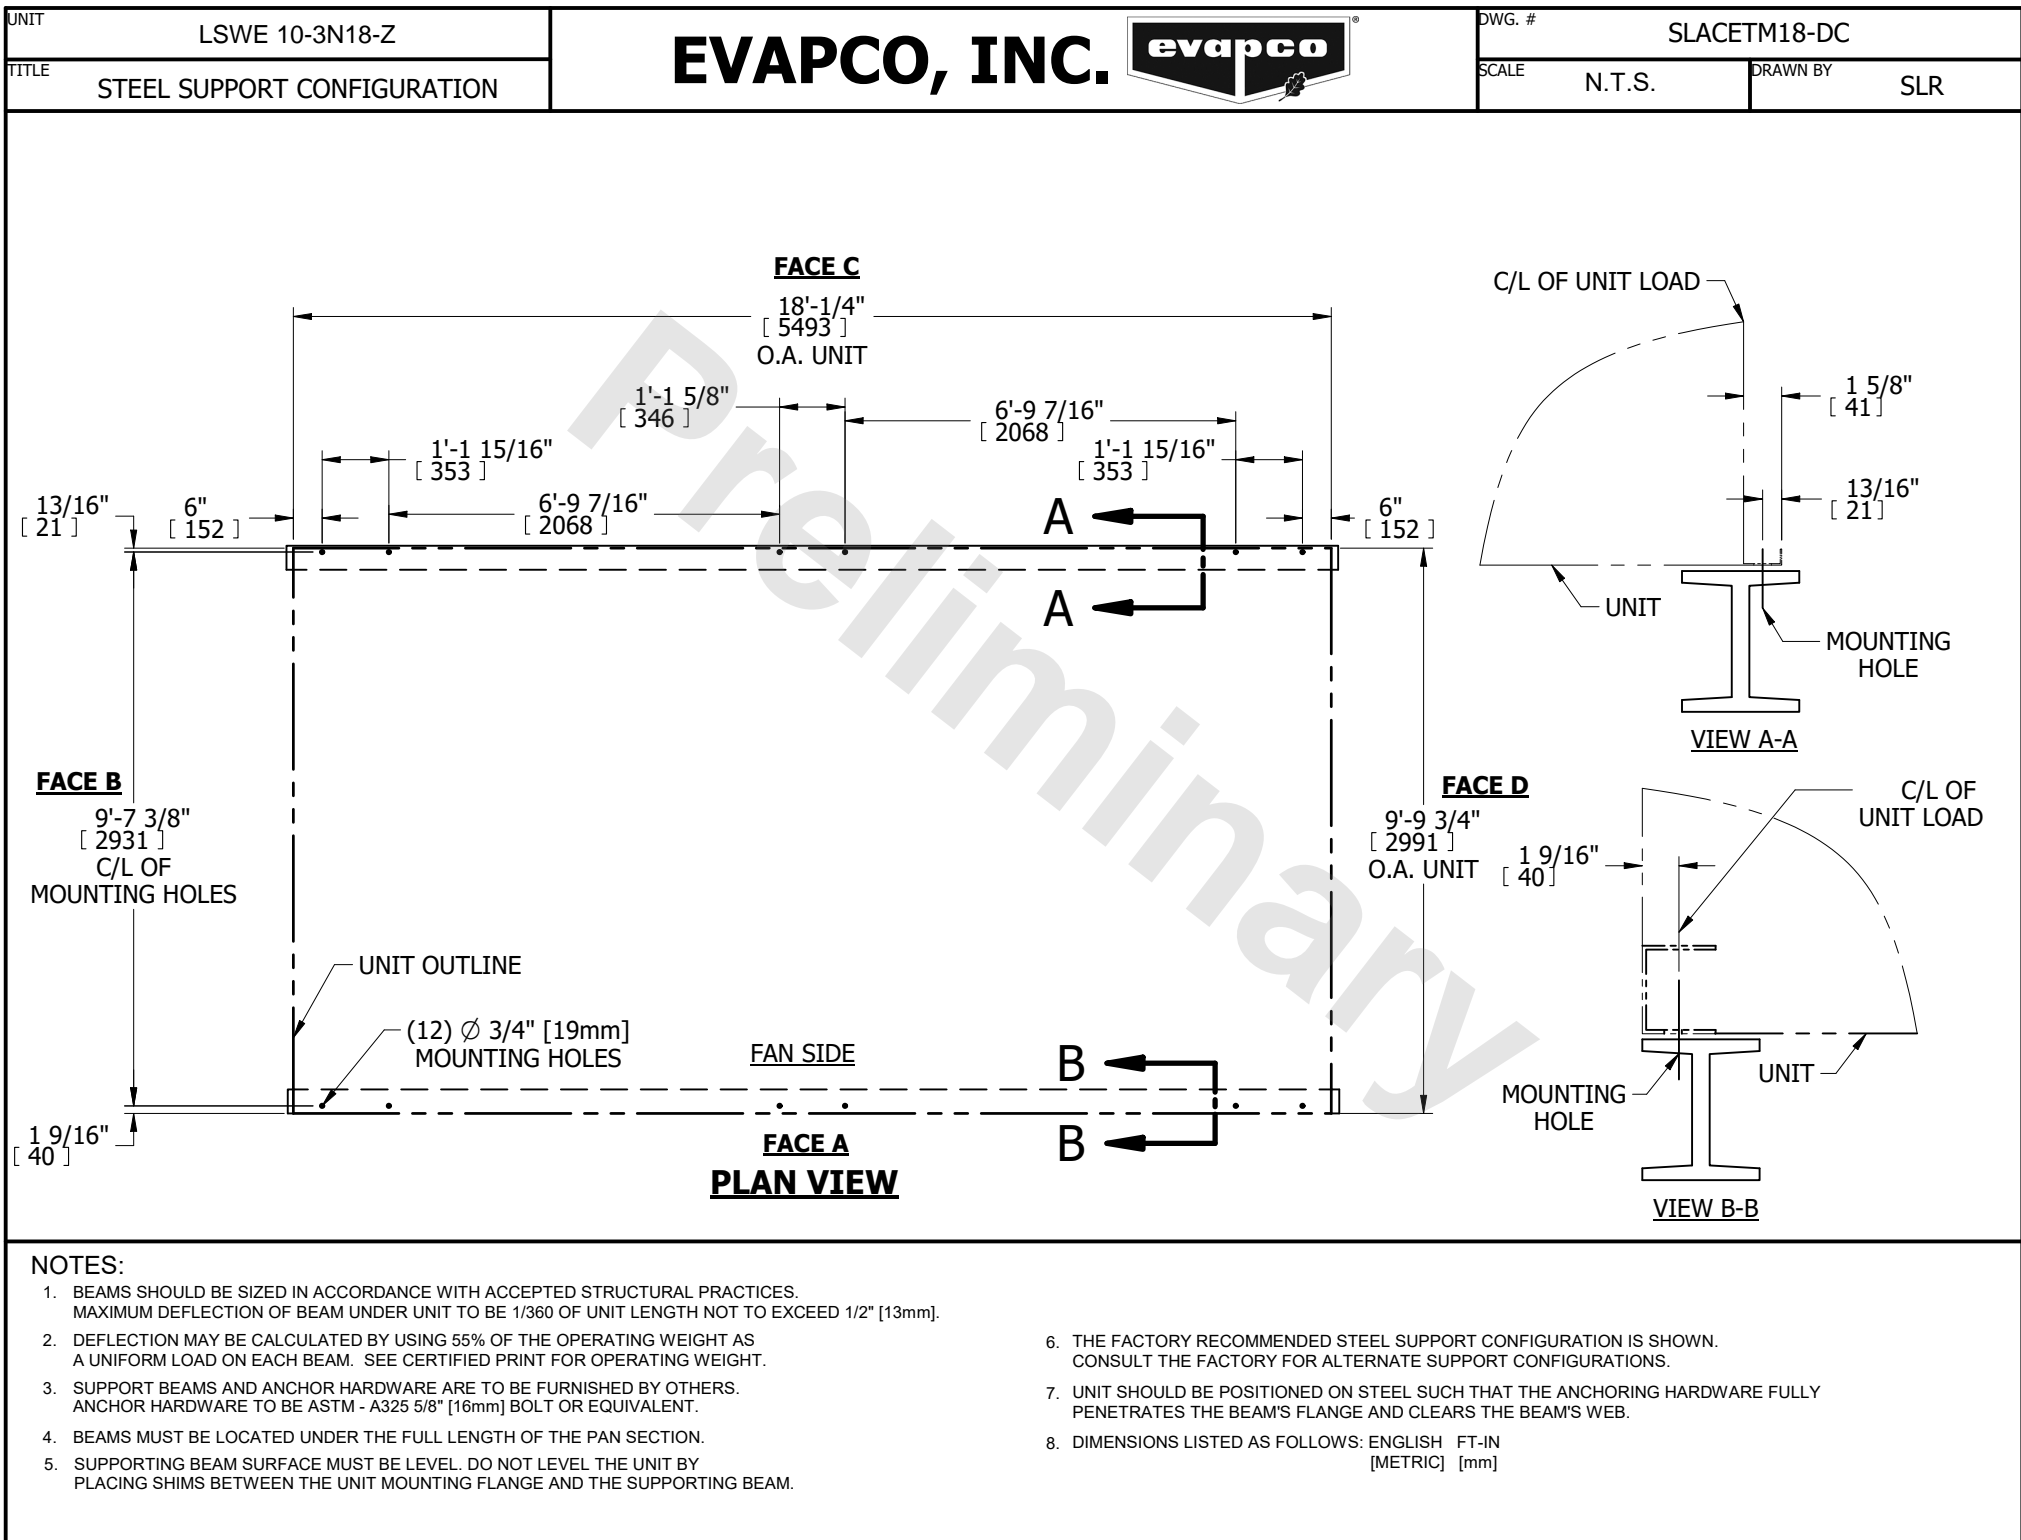 UNIT
LSWE 10-3N18-Z
TITLE
STEEL SUPPORT CONFIGURATION
EVAPCO, INC.
evapco
®
DWG. #
SLACETM18-DC
SCALE
N.T.S.
DRAWN BY
SLR
FACE C
18'-1/4"
[ 5493 ]
O.A. UNIT
1'-1 5/8"
[ 346 ]
6'-9 7/16"
[ 2068 ]
1'-1 15/16"
[ 353 ]
1'-1 15/16"
[ 353 ]
13/16"
[ 21 ]
6"
[ 152 ]
6'-9 7/16"
[ 2068 ]
A
6"
[ 152 ]
A
C/L OF UNIT LOAD
1 5/8"
[ 41 ]
13/16"
[ 21 ]
UNIT
MOUNTING
HOLE
VIEW A-A
FACE B
9'-7 3/8"
[ 2931 ]
C/L OF
MOUNTING HOLES
FACE D
9'-9 3/4"
[ 2991 ]
O.A. UNIT
C/L OF
UNIT LOAD
1 9/16"
[ 40 ]
UNIT OUTLINE
(12) Ø 3/4" [19mm]
MOUNTING HOLES
FAN SIDE
B
B
1 9/16"
[ 40 ]
FACE A
PLAN VIEW
UNIT
MOUNTING
HOLE
VIEW B-B
Preliminary
NOTES:
1. BEAMS SHOULD BE SIZED IN ACCORDANCE WITH ACCEPTED STRUCTURAL PRACTICES.
MAXIMUM DEFLECTION OF BEAM UNDER UNIT TO BE 1/360 OF UNIT LENGTH NOT TO EXCEED 1/2" [13mm].
2. DEFLECTION MAY BE CALCULATED BY USING 55% OF THE OPERATING WEIGHT AS
A UNIFORM LOAD ON EACH BEAM. SEE CERTIFIED PRINT FOR OPERATING WEIGHT.
3. SUPPORT BEAMS AND ANCHOR HARDWARE ARE TO BE FURNISHED BY OTHERS.
ANCHOR HARDWARE TO BE ASTM - A325 5/8" [16mm] BOLT OR EQUIVALENT.
4. BEAMS MUST BE LOCATED UNDER THE FULL LENGTH OF THE PAN SECTION.
5. SUPPORTING BEAM SURFACE MUST BE LEVEL. DO NOT LEVEL THE UNIT BY
PLACING SHIMS BETWEEN THE UNIT MOUNTING FLANGE AND THE SUPPORTING BEAM.
6. THE FACTORY RECOMMENDED STEEL SUPPORT CONFIGURATION IS SHOWN.
CONSULT THE FACTORY FOR ALTERNATE SUPPORT CONFIGURATIONS.
7. UNIT SHOULD BE POSITIONED ON STEEL SUCH THAT THE ANCHORING HARDWARE FULLY
PENETRATES THE BEAM'S FLANGE AND CLEARS THE BEAM'S WEB.
8. DIMENSIONS LISTED AS FOLLOWS: ENGLISH FT-IN
[METRIC] [mm]